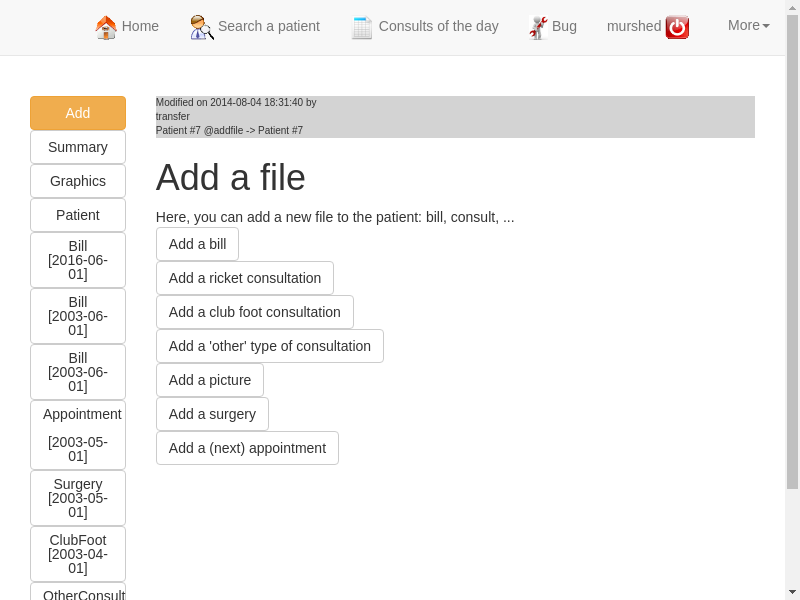 Home
Search a patient
Consults of the day
Bug
murshed
More
Add
Summary
Graphics
Patient
Bill
[2016-06-
01]
Bill
[2003-06-
01]
Bill
[2003-06-
01]
Appointment
[2003-05-
01]
Surgery
[2003-05-
01]
ClubFoot
[2003-04-
01]
OtherConsult
Modified on 2014-08-04 18:31:40 by
transfer
Patient #7 @addfile -> Patient #7
Add a file
Here, you can add a new file to the patient: bill, consult, ...
Add a bill
Add a ricket consultation
Add a club foot consultation
Add a 'other' type of consultation
Add a picture
Add a surgery
Add a (next) appointment